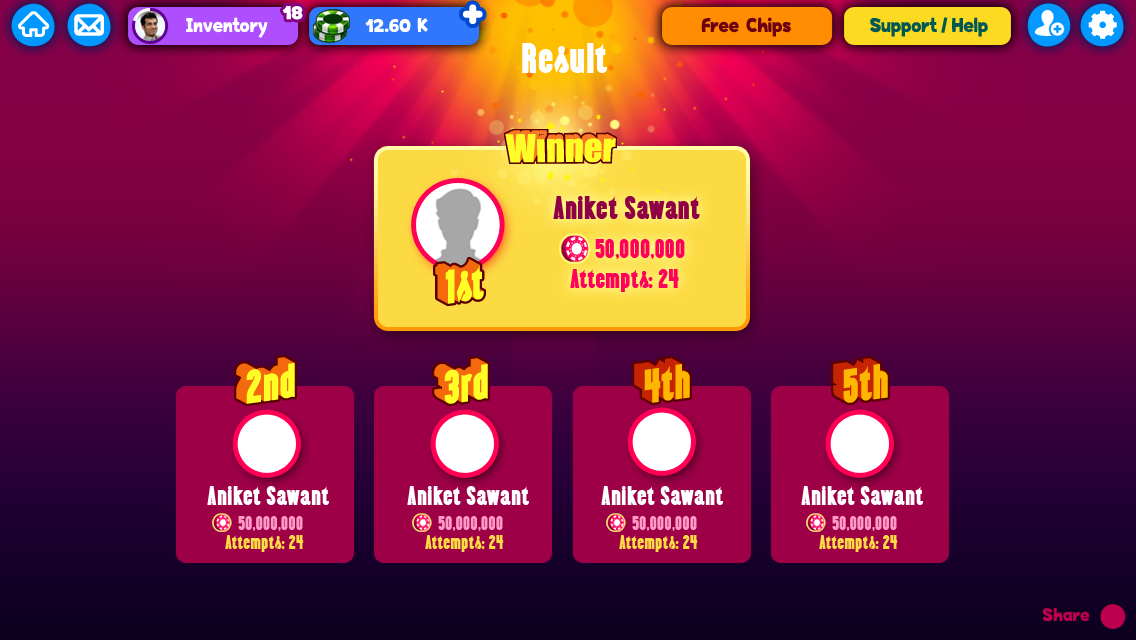 Inventory
18
12.60 K
Free Chips
Support / Help
Result
Winner
Aniket Sawant
50,000,000
Attempts: 24
1st
2nd
3rd
4th
5th
Aniket Sawant
50,000,000
Attempts: 24
Aniket Sawant
50,000,000
Attempts: 24
Aniket Sawant
50,000,000
Attempts: 24
Aniket Sawant
50,000,000
Attempts: 24
Share